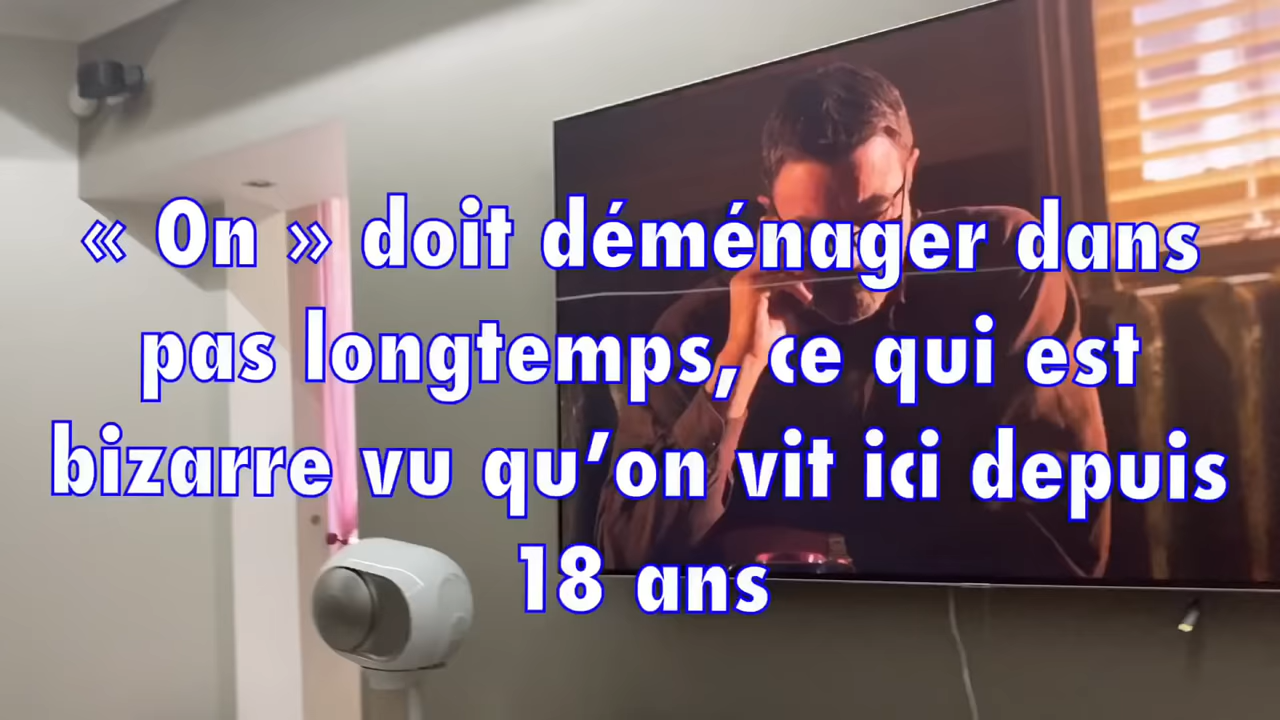 « On » doit déménager dans
pas longtemps, ce qui est
bizarre vu qu’on vit ici depuis
18 ans